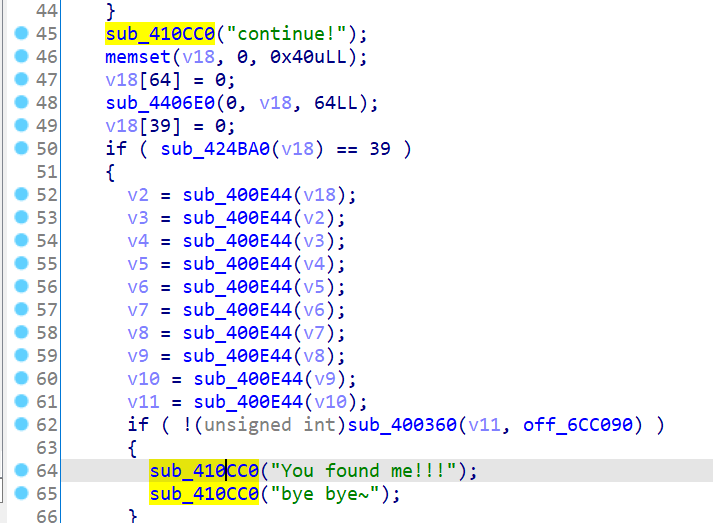 44 }
45 sub_410CC0("continue!");
46 memset(v18, 0, 0x40uLL);
47 v18[64] = 0;
48 sub_4406E0(0, v18, 64LL);
49 v18[39] = 0;
50 if ( sub_424BA0(v18) == 39 )
51 {
52 v2 = sub_400E44(v18);
53 v3 = sub_400E44(v2);
54 v4 = sub_400E44(v3);
55 v5 = sub_400E44(v4);
56 v6 = sub_400E44(v5);
57 v7 = sub_400E44(v6);
58 v8 = sub_400E44(v7);
59 v9 = sub_400E44(v8);
60 v10 = sub_400E44(v9);
61 v11 = sub_400E44(v10);
62 if ( !(unsigned int)sub_400360(v11, off_6CC090) )
63 {
64 sub_410CC0("You found me!!!");
65 sub_410CC0("bye bye~");
66 }